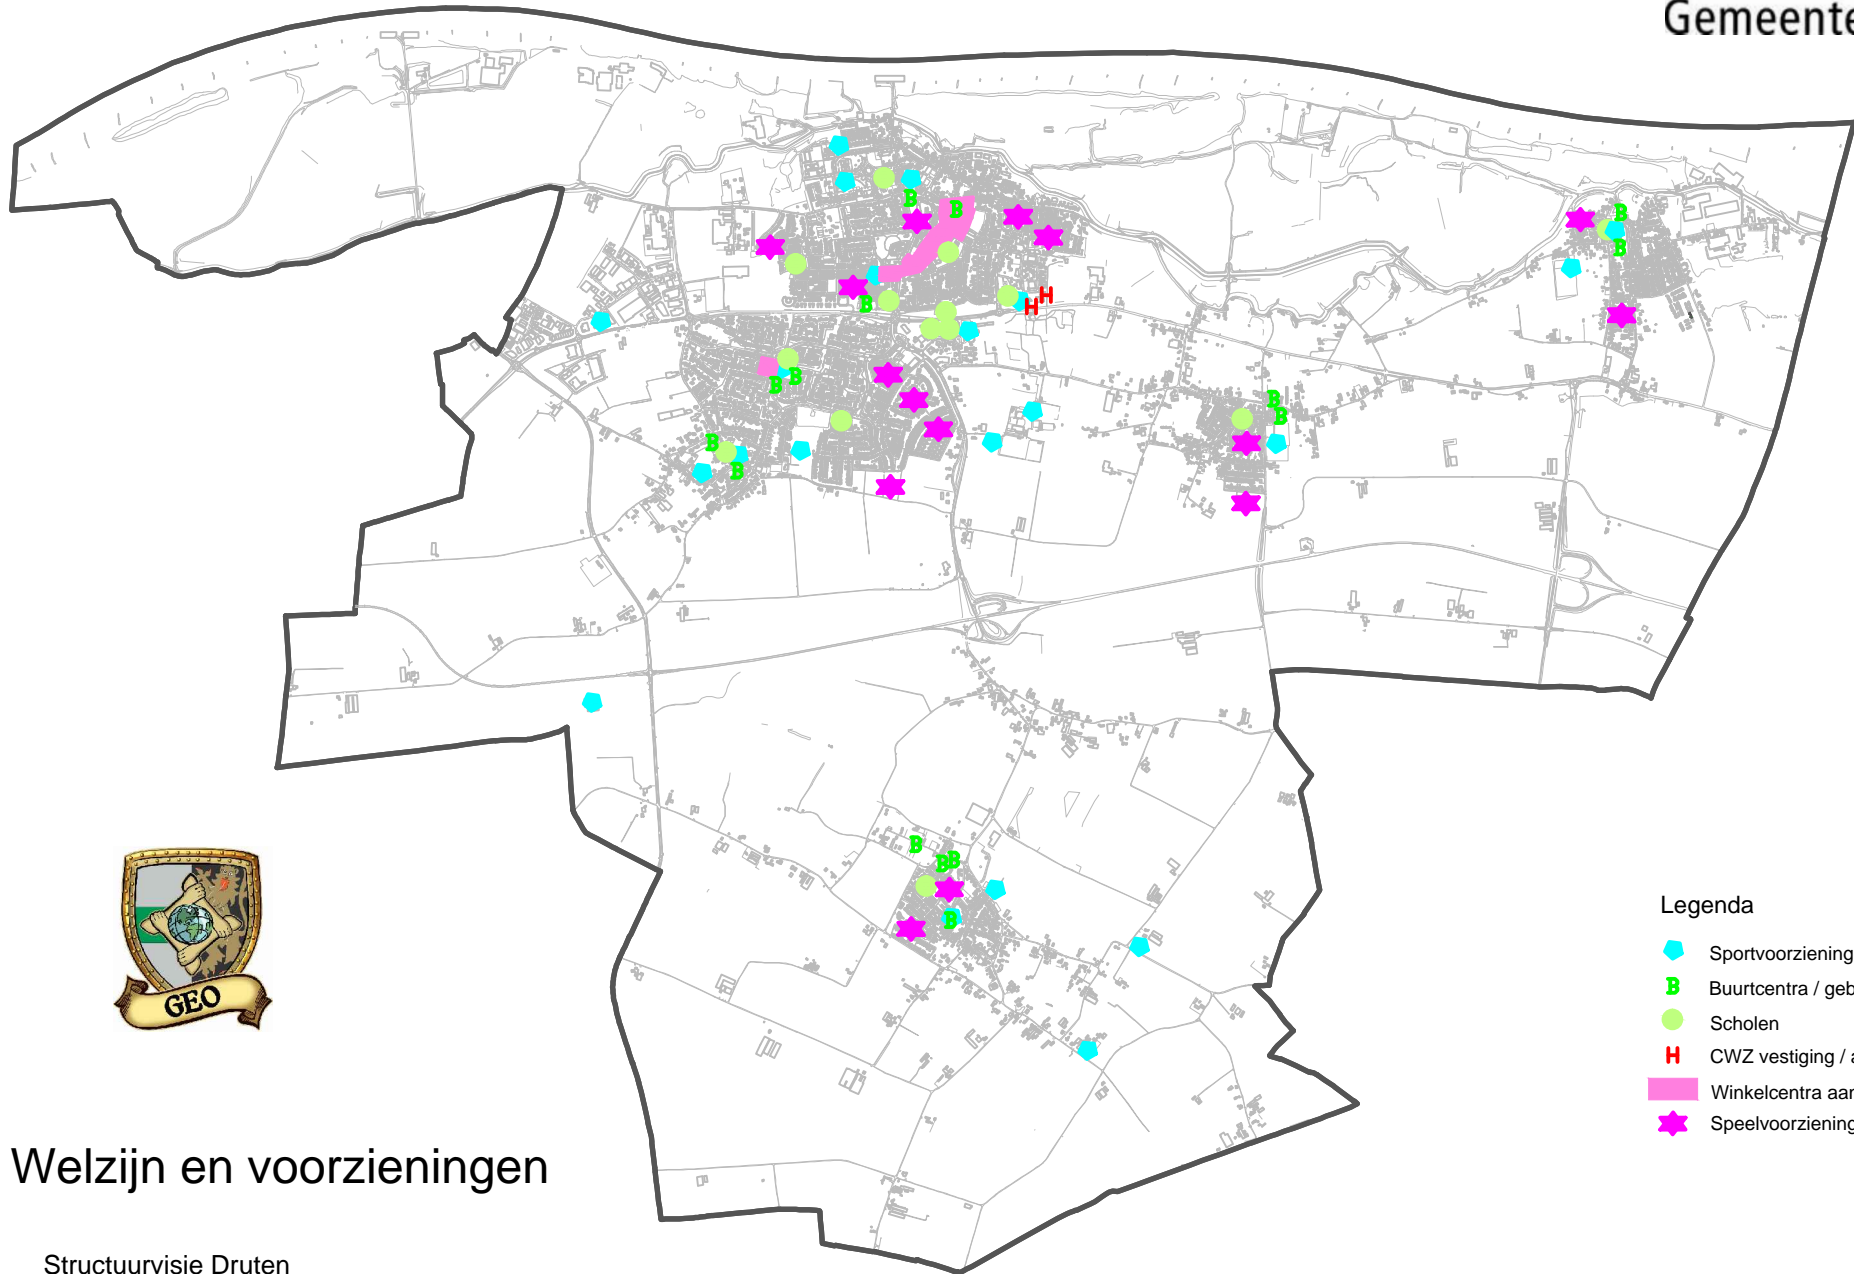 Gemeente
Legenda
Sportvoorziening
Buurtcentra / geb
Scholen
CWZ vestiging / a
Winkelcentra aan
Speelvoorziening
GEO
Welzijn en voorzieningen
Structuurvisie Druten